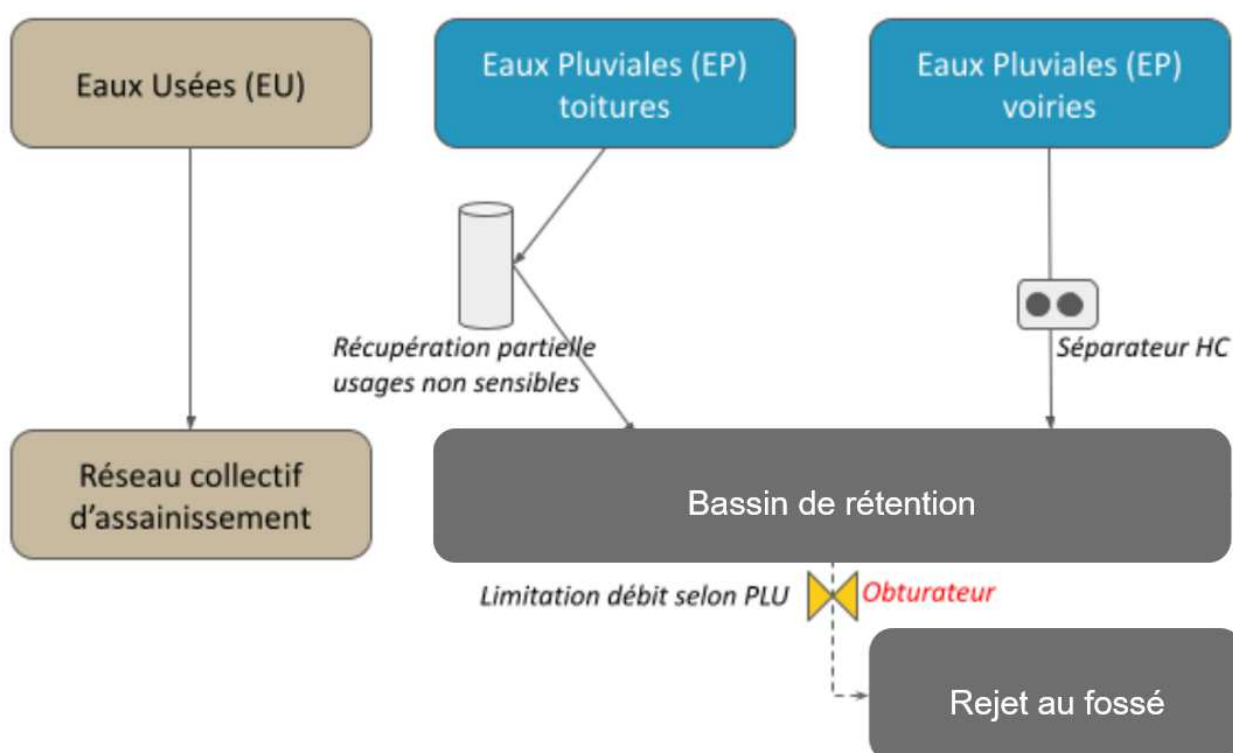 Eaux Usées (EU)
Eaux Pluviales (EP)
toitures
Eaux Pluviales (EP)
voiries
Récupération partielle
usages non sensibles
Séparateur HC
Réseau collectif
d'assainissement
Bassin de rétention
Limitation débit selon PLU
Obturateur
Rejet au fossé